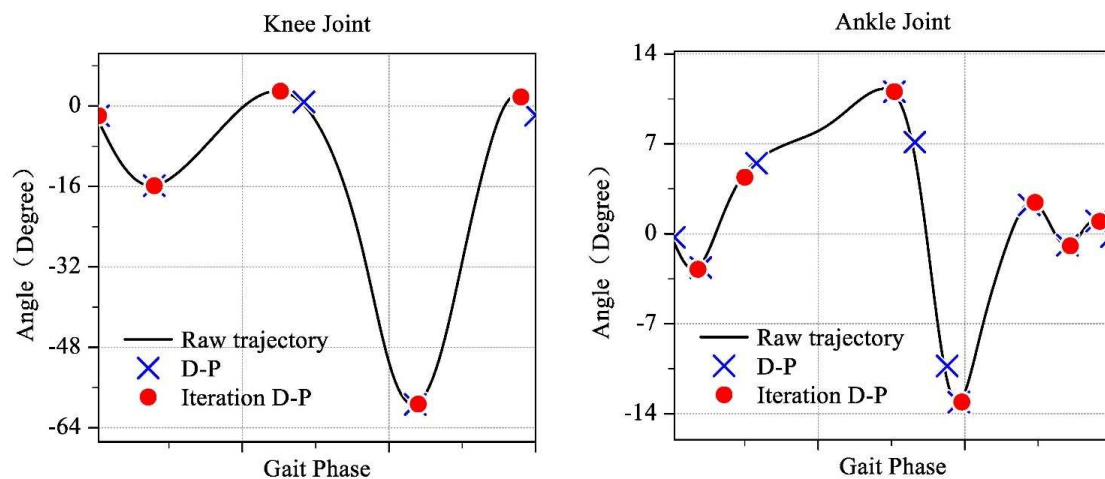 Knee Joint
0
-16
-32
-48
-64
Angle（Degree）
Raw trajectory
D-P
Iteration D-P
Gait Phase
Ankle Joint
14
7
0
-7
-14
Angle（Degree）
Raw trajectory
D-P
Iteration D-P
Gait Phase